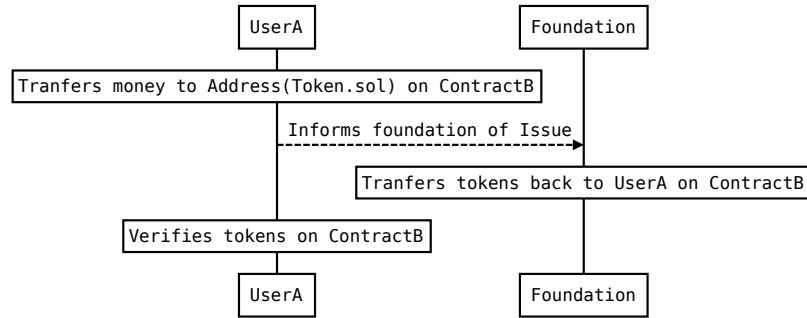 UserA
Foundation
Tranfers money to Address(Token.sol) on ContractB
Informs foundation of Issue
Tranfers tokens back to UserA on ContractB
Verifies tokens on ContractB
UserA
Foundation